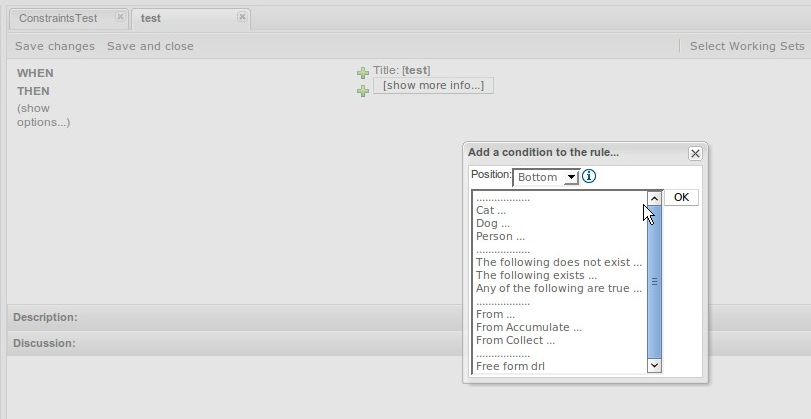 ConstraintsTest
test
Save changes
Save and close
Select Working Sets
WHEN
THEN
(show
options...)
Title: [test]
[show more info...]
Add a condition to the rule...
Position:
Bottom
OK
..................
Cat ...
Dog ...
Person ...
..................
The following does not exist ...
The following exists ...
Any of the following are true ...
..................
From ...
From Accumulate ...
From Collect ...
..................
Free form drl
Description:
Discussion: